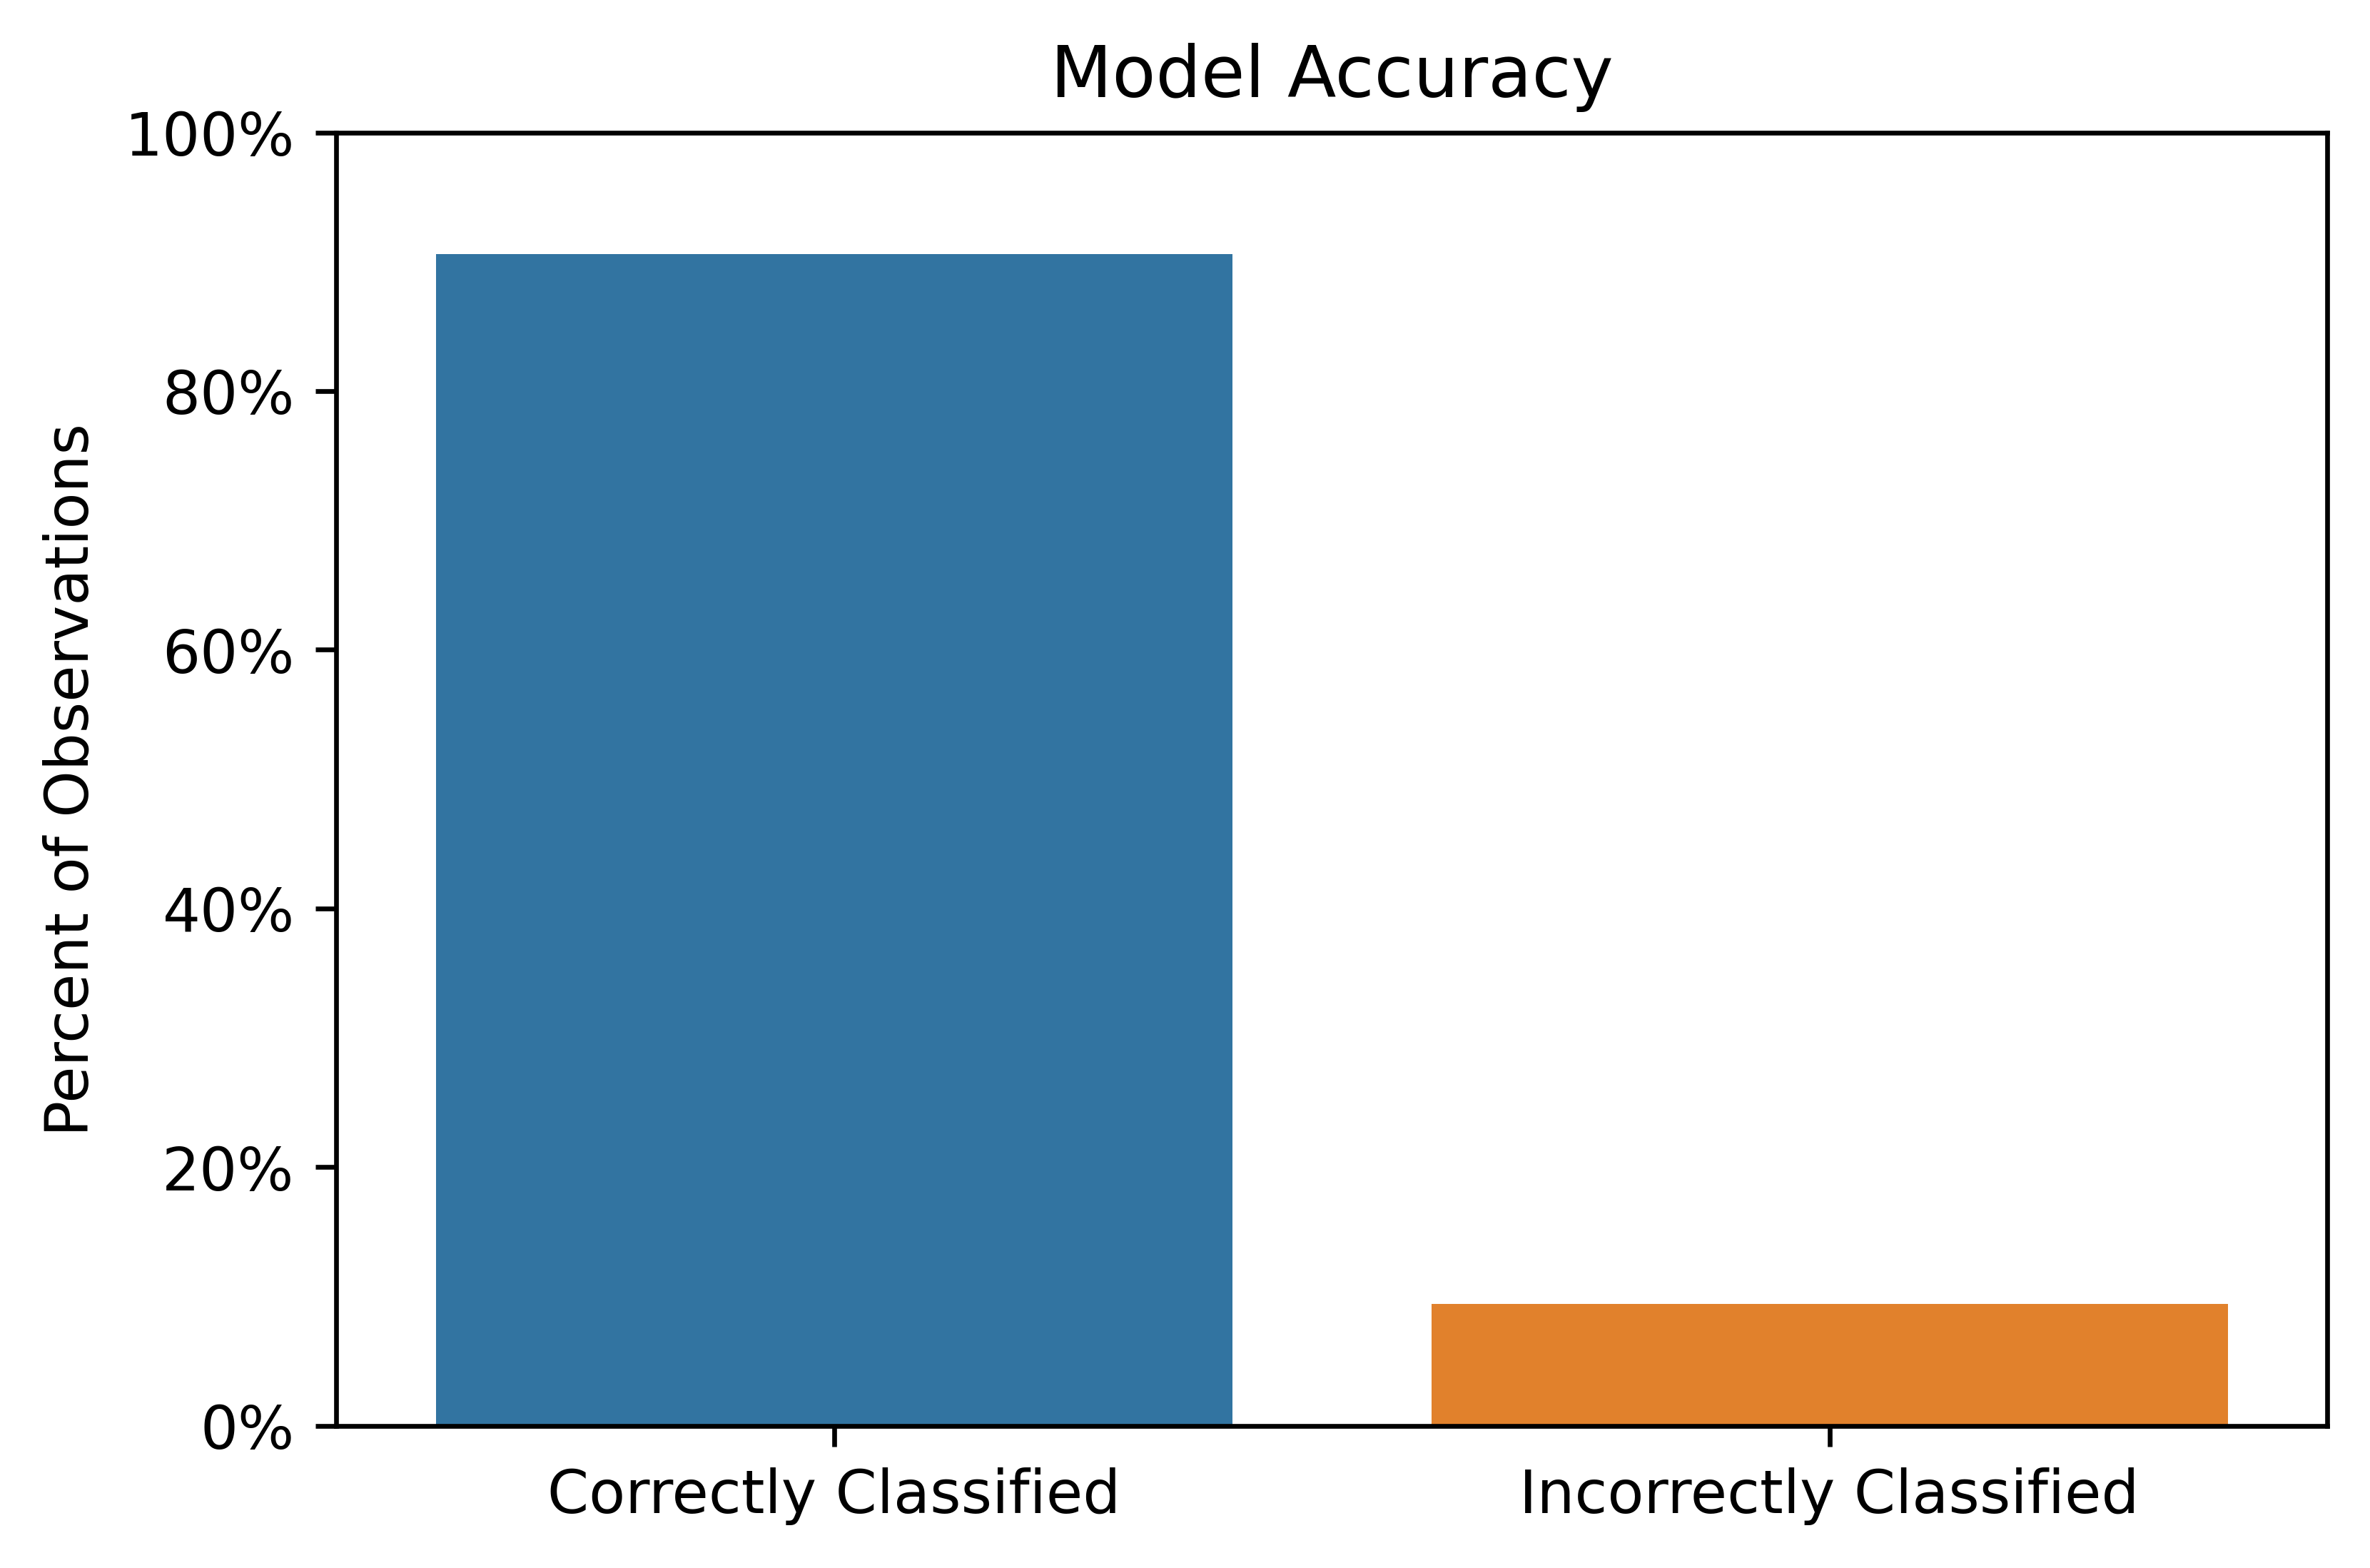 Model Accuracy
100%
80%
60%
40%
20%
0%
Percent of Observations
Correctly Classified
Incorrectly Classified